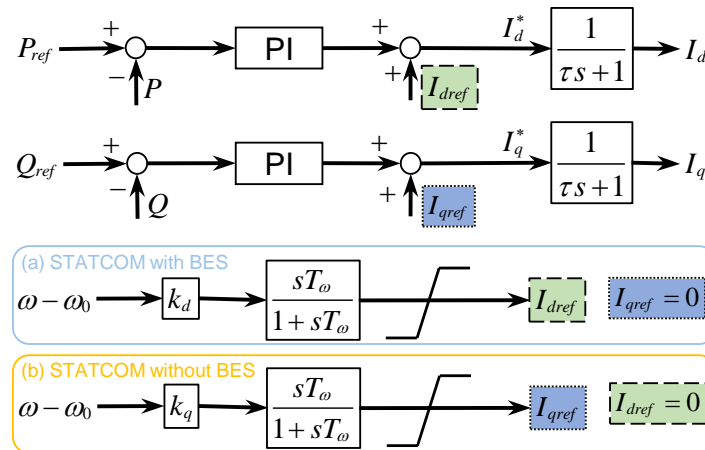 P_ref + − P PI + + I_dref I_d^* 1/(τs+1) I_d
Q_ref + − Q PI + + I_qref I_q^* 1/(τs+1) I_q
(a) STATCOM with BES
ω−ω_0 k_d sT_ω/(1+sT_ω) I_dref I_qref = 0
(b) STATCOM without BES
ω−ω_0 k_q sT_ω/(1+sT_ω) I_qref I_dref = 0